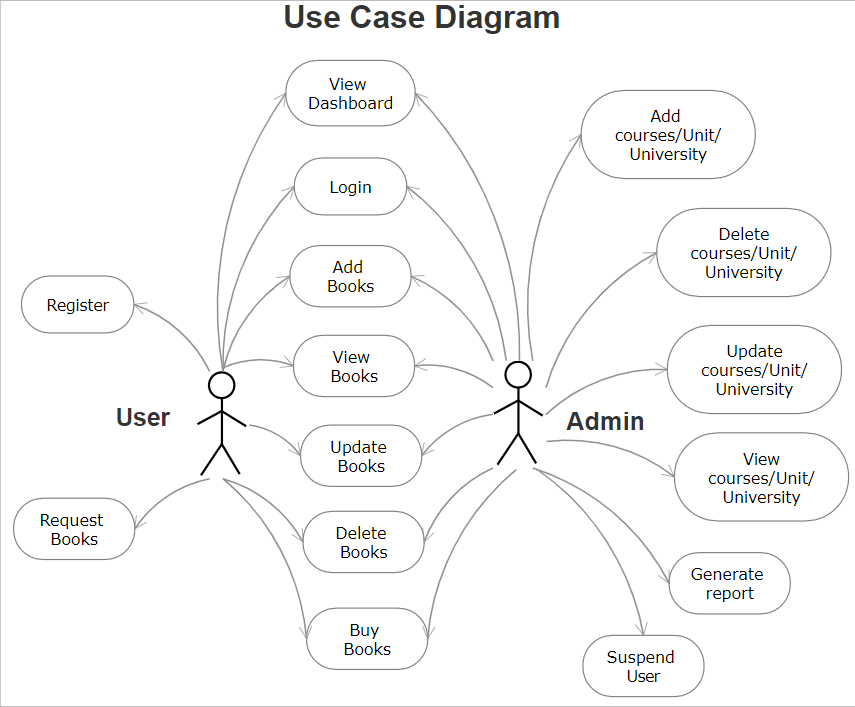 Use Case Diagram
View
Dashboard
Login
Add
Books
View
Books
Update
Books
Delete
Books
Buy
Books
Register
User
Request
Books
Admin
Add
courses/Unit/
University
Delete
courses/Unit/
University
Update
courses/Unit/
University
View
courses/Unit/
University
Generate
report
Suspend
User